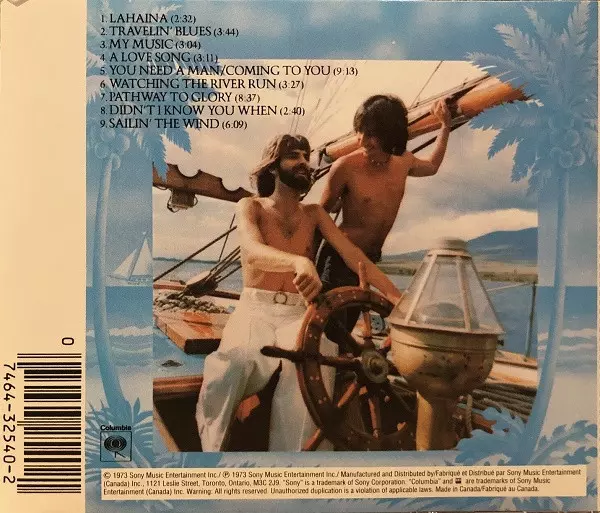 1. LAHAINA (2:32)
2. TRAVELIN' BLUES (3:44)
3. MY MUSIC (3:04)
4. A LOVE SONG (3:11)
5. YOU NEED A MAN/COMING TO YOU (9:13)
6. WATCHING THE RIVER RUN (3:27)
7. PATHWAY TO GLORY (8:37)
8. DIDN'T I KNOW YOU WHEN (2:40)
9. SAILIN' THE WIND (6:09)
0
7464-32540-2
Columbia
© 1973 Sony Music Entertainment Inc./ ℗ 1973 Sony Music Entertainment Inc./ Manufactured and Distributed by/Fabriqué et Distribué par Sony Music Entertainment
(Canada) Inc., 1121 Leslie Street, Toronto, Ontario, M3C 2J9. "Sony" is a trademark of Sony Corporation. "Columbia" and are trademarks of Sony Music
Entertainment (Canada) Inc. Warning: All rights reserved. Unauthorized duplication is a violation of applicable laws. Made in Canada/Fabriqué au Canada.